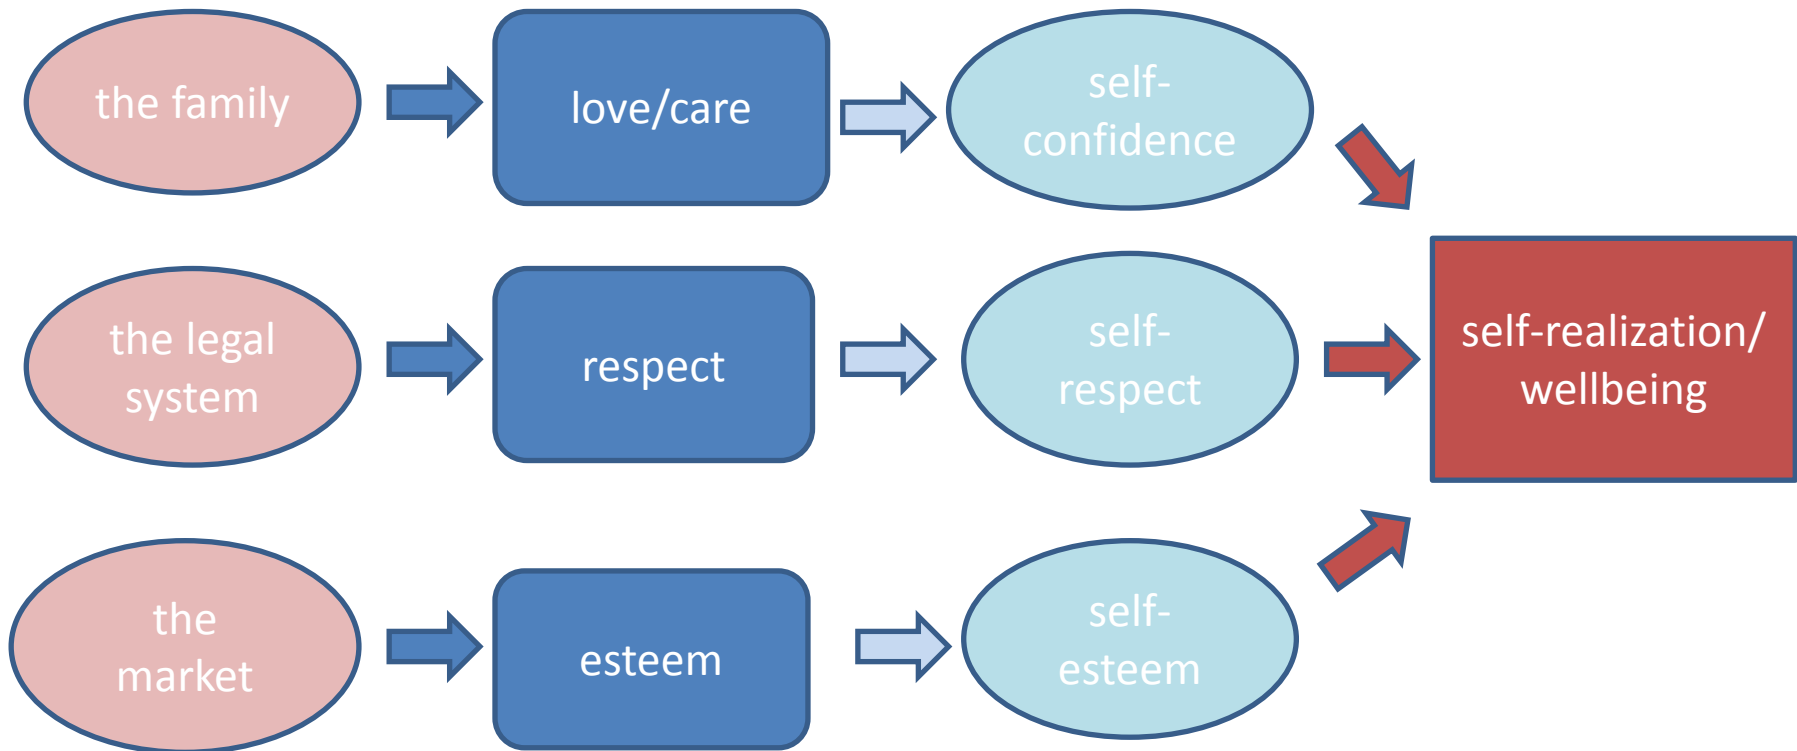 the family
love/care
self-
confidence
the legal
system
respect
self-
respect
self-realization/
wellbeing
the
market
esteem
self-
esteem